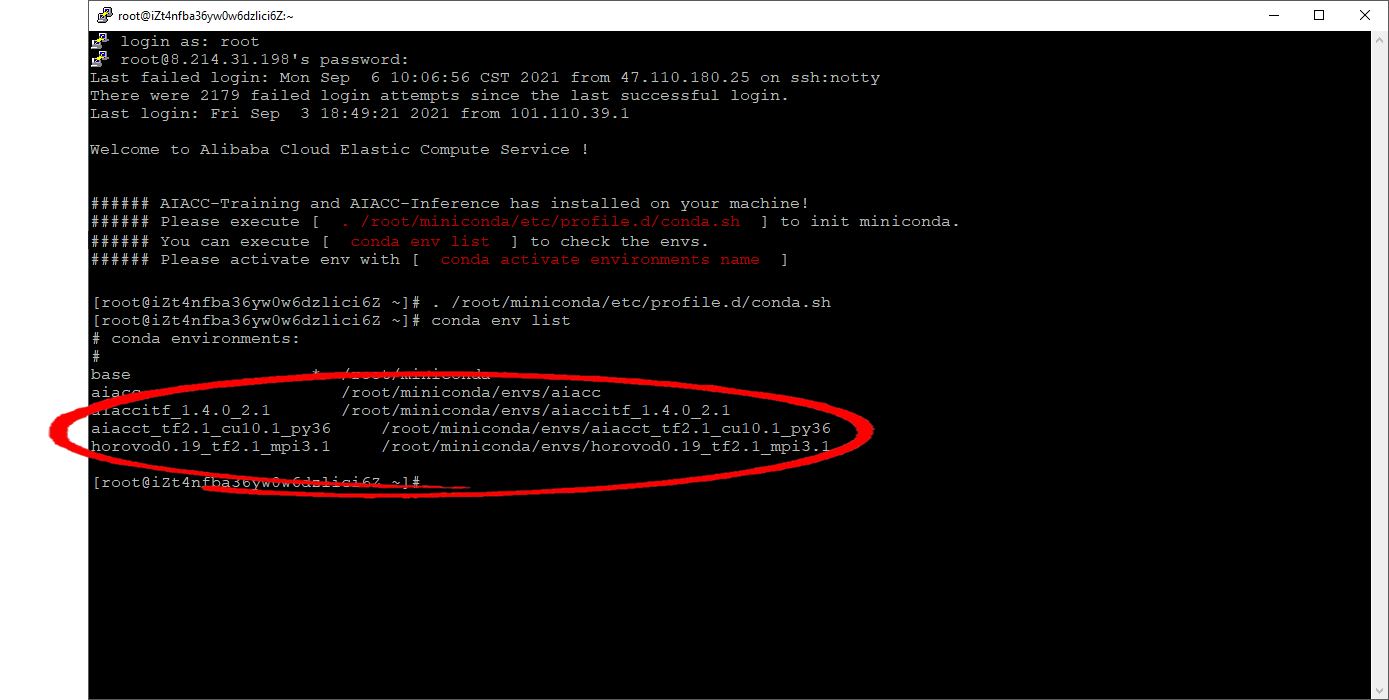 root@iZt4nfba36yw0w6dzlici6Z:~
login as: root
root@8.214.31.198's password:
Last failed login: Mon Sep  6 10:06:56 CST 2021 from 47.110.180.25 on ssh:notty
There were 2179 failed login attempts since the last successful login.
Last login: Fri Sep  3 18:49:21 2021 from 101.110.39.1
Welcome to Alibaba Cloud Elastic Compute Service !
###### AIACC-Training and AIACC-Inference has installed on your machine!
###### Please execute [  . /root/miniconda/etc/profile.d/conda.sh  ] to init miniconda.
###### You can execute [  conda env list  ] to check the envs.
###### Please activate env with [  conda activate environments name  ]
[root@iZt4nfba36yw0w6dzlici6Z ~]# . /root/miniconda/etc/profile.d/conda.sh
[root@iZt4nfba36yw0w6dzlici6Z ~]# conda env list
# conda environments:
#
base                  *  /root/miniconda
aiacc                    /root/miniconda/envs/aiacc
aiaccitf_1.4.0_2.1       /root/miniconda/envs/aiaccitf_1.4.0_2.1
aiacct_tf2.1_cu10.1_py36     /root/miniconda/envs/aiacct_tf2.1_cu10.1_py36
horovod0.19_tf2.1_mpi3.1     /root/miniconda/envs/horovod0.19_tf2.1_mpi3.1
[root@iZt4nfba36yw0w6dzlici6Z ~]#